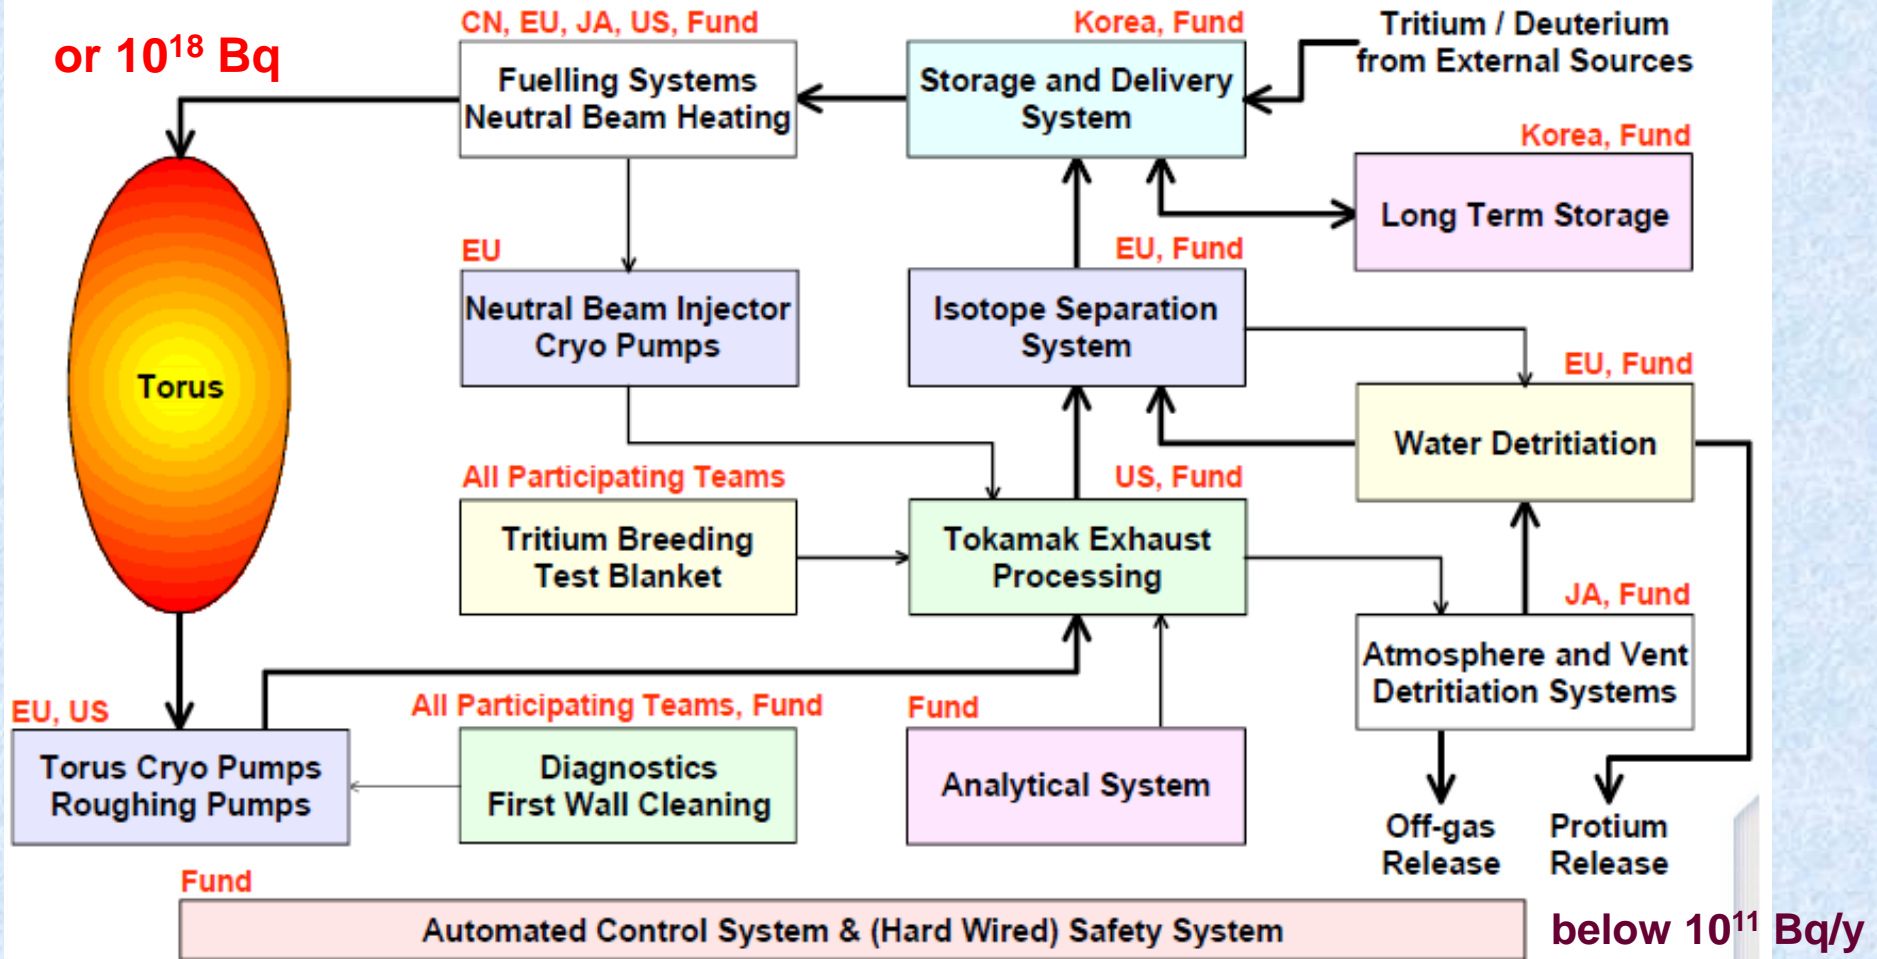 or 10¹⁸ Bq
CN, EU, JA, US, Fund
Fuelling Systems
Neutral Beam Heating
Korea, Fund
Storage and Delivery
System
Tritium / Deuterium
from External Sources
Korea, Fund
Long Term Storage
EU
Neutral Beam Injector
Cryo Pumps
EU, Fund
Isotope Separation
System
Torus
EU, Fund
Water Detritiation
All Participating Teams
Tritium Breeding
Test Blanket
US, Fund
Tokamak Exhaust
Processing
JA, Fund
Atmosphere and Vent
Detritiation Systems
EU, US
Torus Cryo Pumps
Roughing Pumps
All Participating Teams, Fund
Diagnostics
First Wall Cleaning
Fund
Analytical System
Off-gas
Release
Protium
Release
Fund
Automated Control System & (Hard Wired) Safety System
below 10¹¹ Bq/y